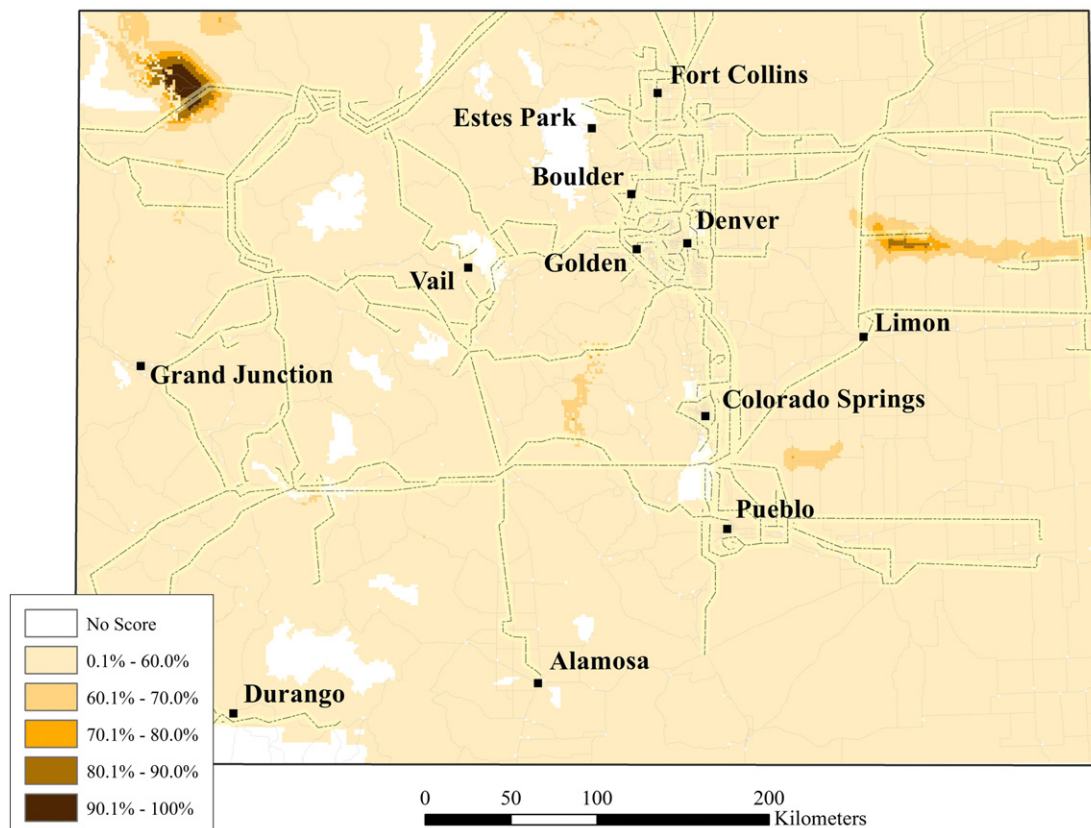 Fort Collins
Estes Park
Boulder
Denver
Golden
Vail
Limon
Grand Junction
Colorado Springs
Pueblo
Alamosa
Durango
No Score
0.1% - 60.0%
60.1% - 70.0%
70.1% - 80.0%
80.1% - 90.0%
90.1% - 100%
0 50 100 200
Kilometers